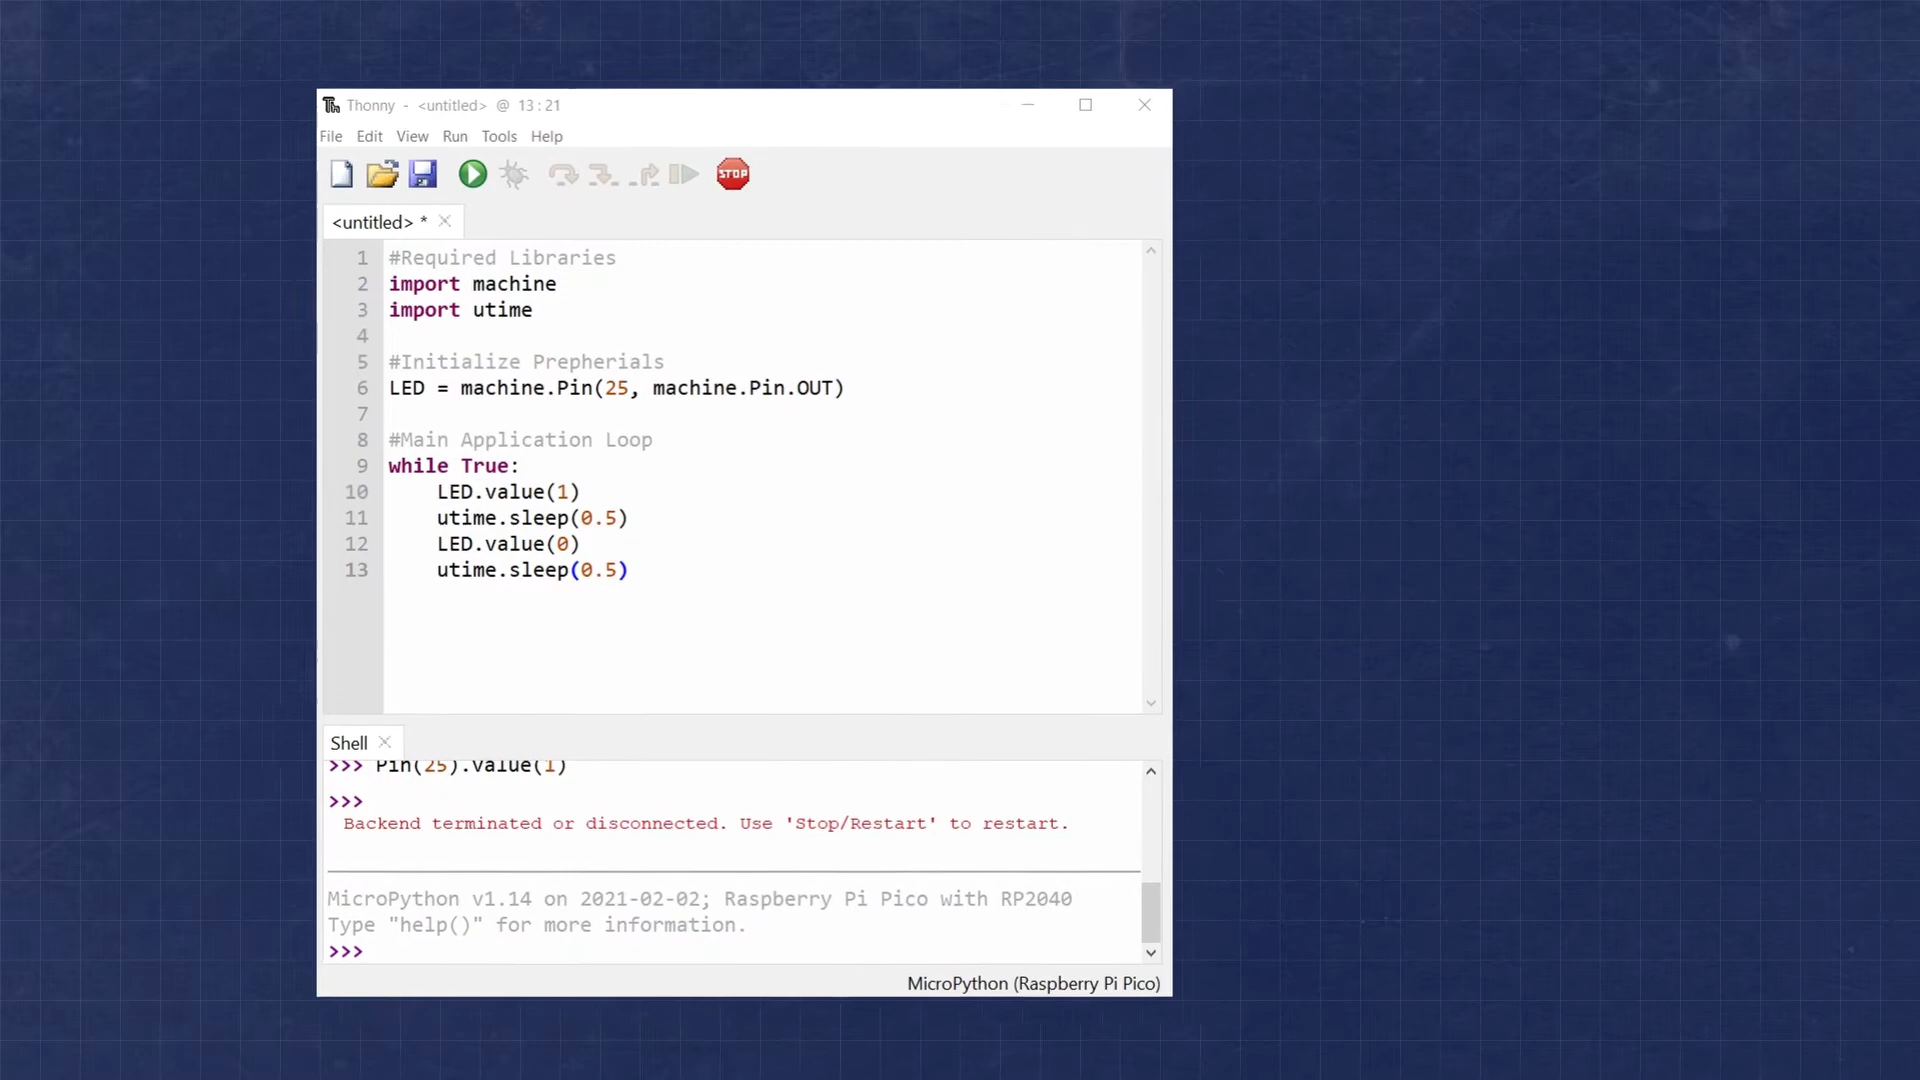 Thonny - <untitled> @ 13:21
File Edit View Run Tools Help
STOP
<untitled> *
1 #Required Libraries
2 import machine
3 import utime
4
5 #Initialize Prepherials
6 LED = machine.Pin(25, machine.Pin.OUT)
7
8 #Main Application Loop
9 while True:
10     LED.value(1)
11     utime.sleep(0.5)
12     LED.value(0)
13     utime.sleep(0.5)
Shell
>>> Pin(25).value(1)
>>>
Backend terminated or disconnected. Use 'Stop/Restart' to restart.
MicroPython v1.14 on 2021-02-02; Raspberry Pi Pico with RP2040
Type "help()" for more information.
>>>
MicroPython (Raspberry Pi Pico)